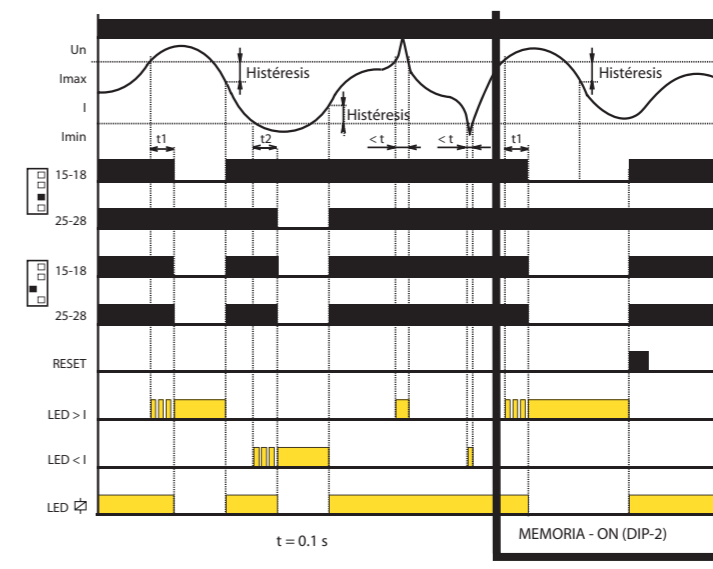 Un
Imax
I
Imin
Histéresis
Histéresis
Histéresis
t1
t2
< t
< t
t1
15-18
25-28
15-18
25-28
RESET
LED > I
LED < I
LED
t = 0.1 s
MEMORIA - ON (DIP-2)